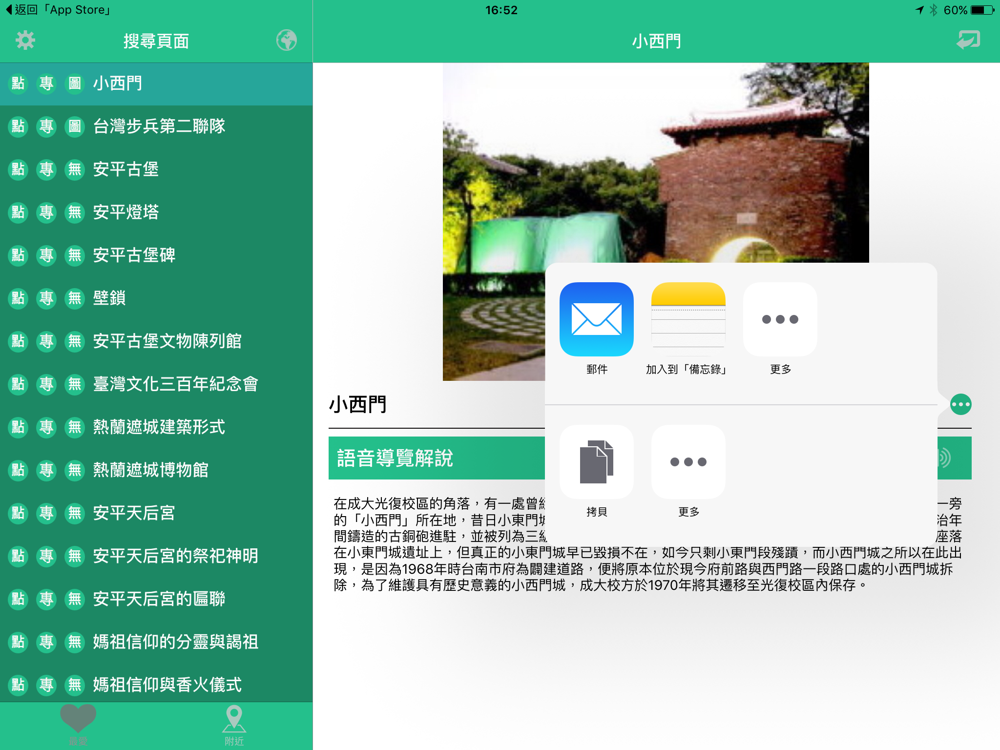 返回「App Store」
16:52
60%
搜尋頁面
小西門
點 專 圖 小西門
點 專 圖 台灣步兵第二聯隊
點 專 無 安平古堡
點 專 無 安平燈塔
點 專 無 安平古堡碑
點 專 無 壁鎖
點 專 無 安平古堡文物陳列館
點 專 無 臺灣文化三百年紀念會
點 專 無 熱蘭遮城建築形式
點 專 無 熱蘭遮城博物館
點 專 無 安平天后宮
點 專 無 安平天后宮的祭祀神明
點 專 無 安平天后宮的匾聯
點 專 無 媽祖信仰的分靈與謁祖
點 專 無 媽祖信仰與香火儀式
最愛
附近
郵件
加入到「備忘錄」
更多
拷貝
更多
小西門
語音導覽解說
在成大光復校區的角落，有一處曾 一旁
的「小西門」所在地，昔日小東門城 治年
間鑄造的古銅砲進駐，並被列為三級 座落
在小東門城遺址上，但真正的小東門城早已毀損不在，如今只剩小東門段殘蹟，而小西門城之所以在此出
現，是因為1968年時台南市府為闢建道路，便將原本位於現今府前路與西門路一段路口處的小西門城拆
除，為了維護具有歷史意義的小西門城，成大校方於1970年將其遷移至光復校區內保存。